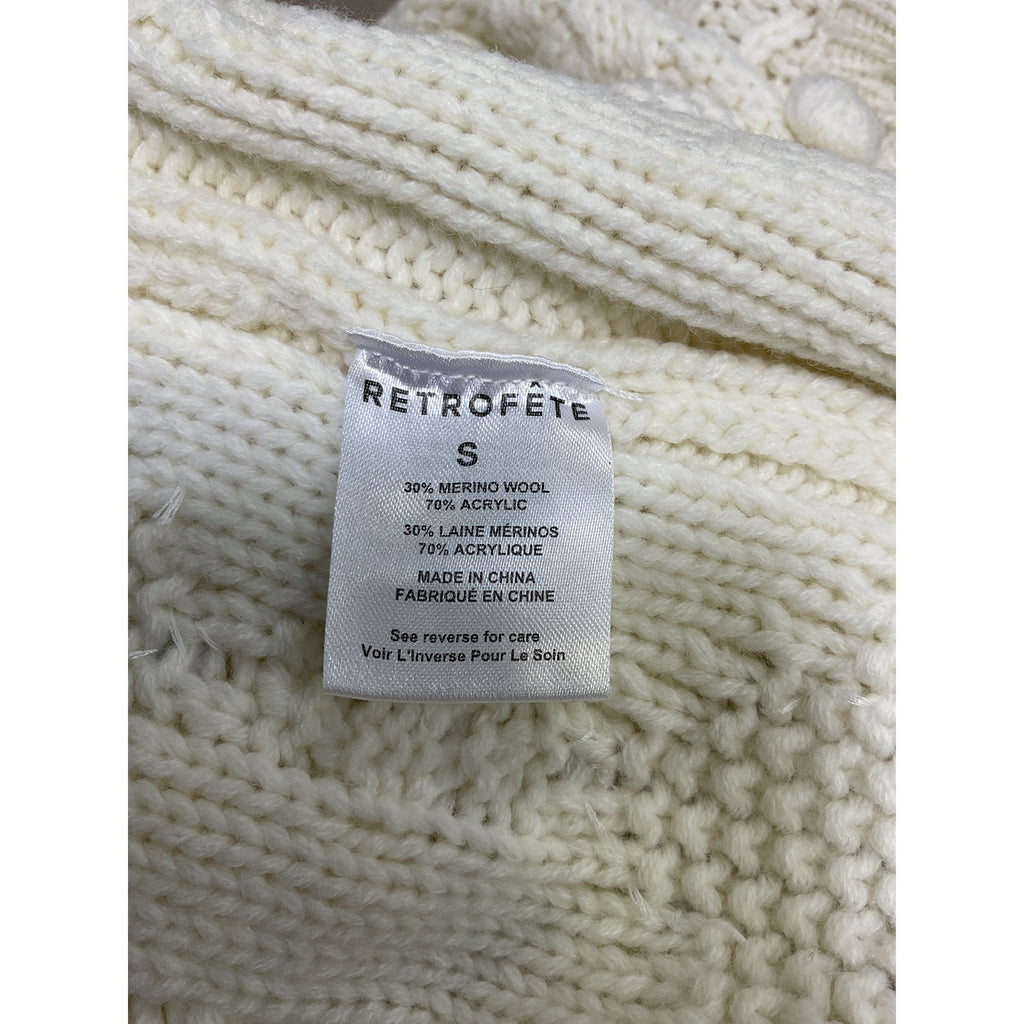 RETROFÊTE
S
30% MERINO WOOL
70% ACRYLIC
30% LAINE MÉRINOS
70% ACRYLIQUE
MADE IN CHINA
FABRIQUÉ EN CHINE
See reverse for care
Voir L'Inverse Pour Le Soin